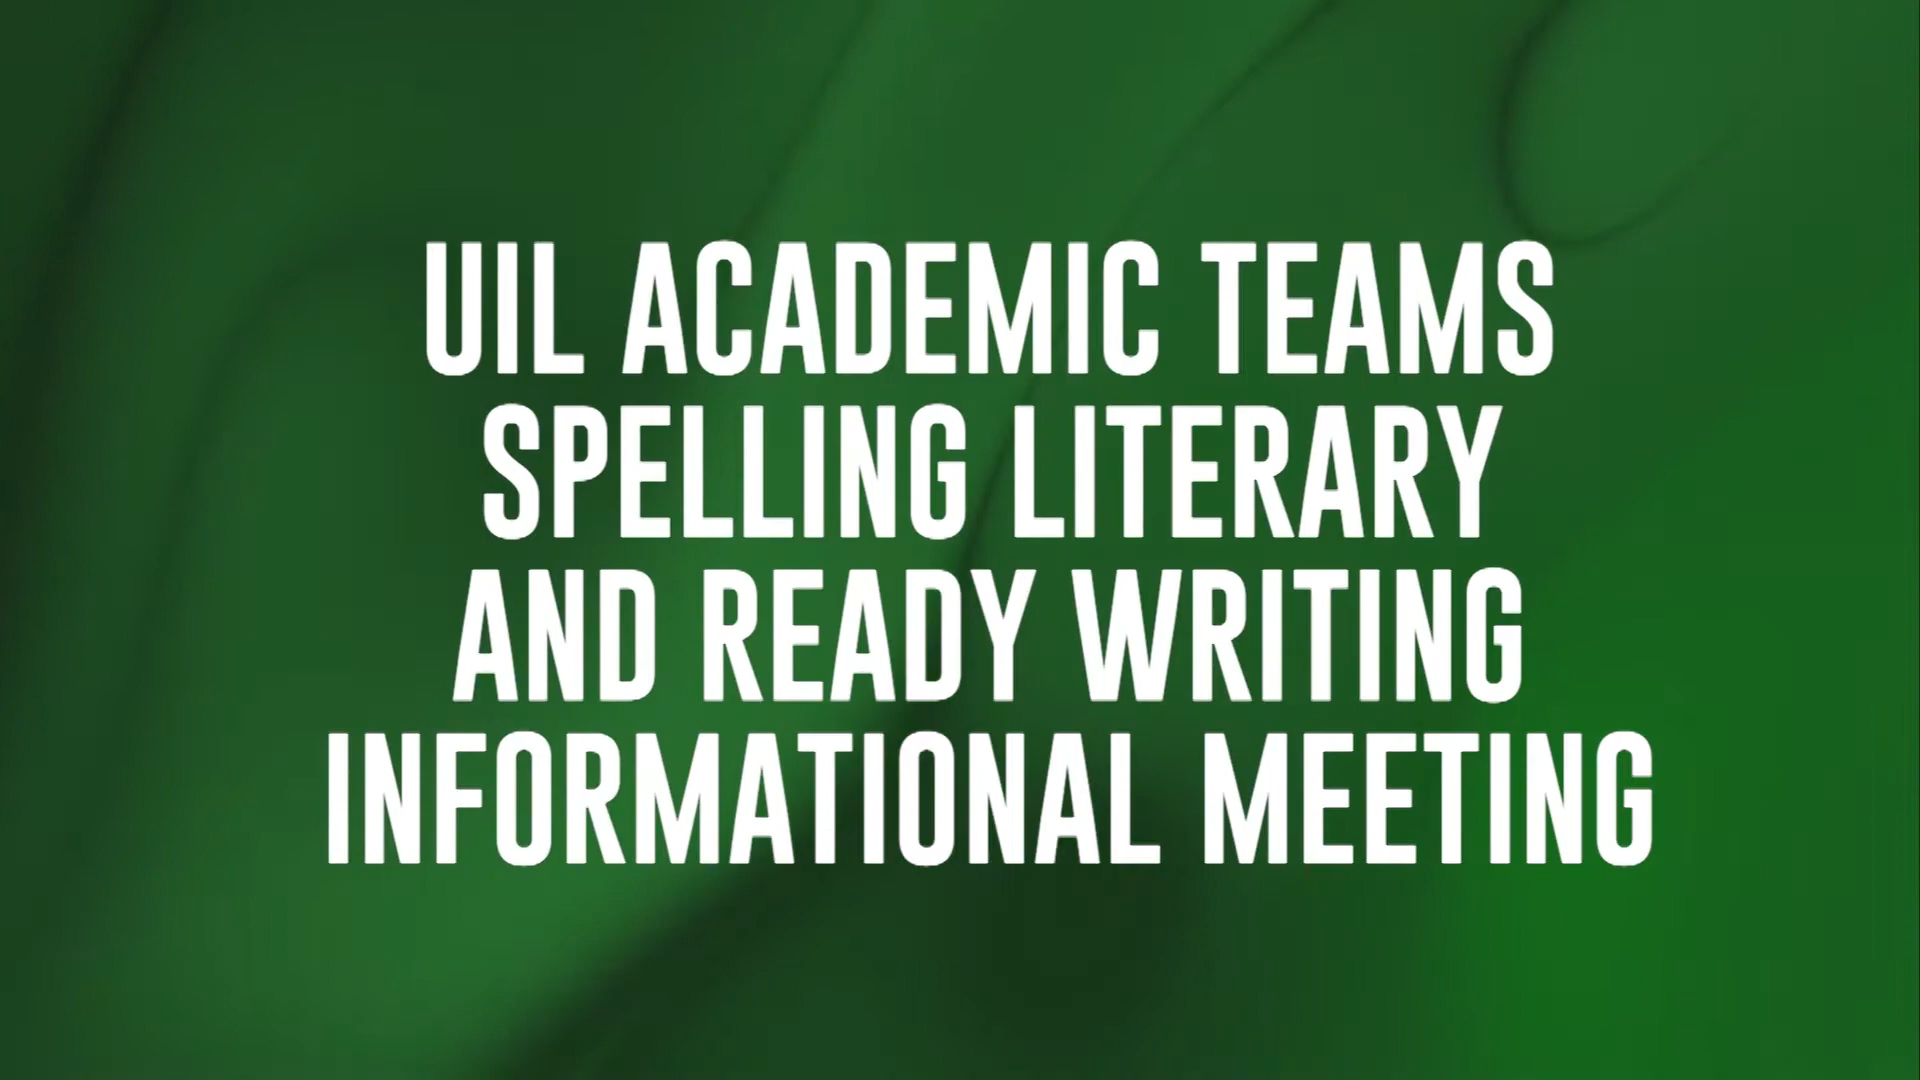 UIL ACADEMIC TEAMS
SPELLING LITERARY
AND READY WRITING
INFORMATIONAL MEETING